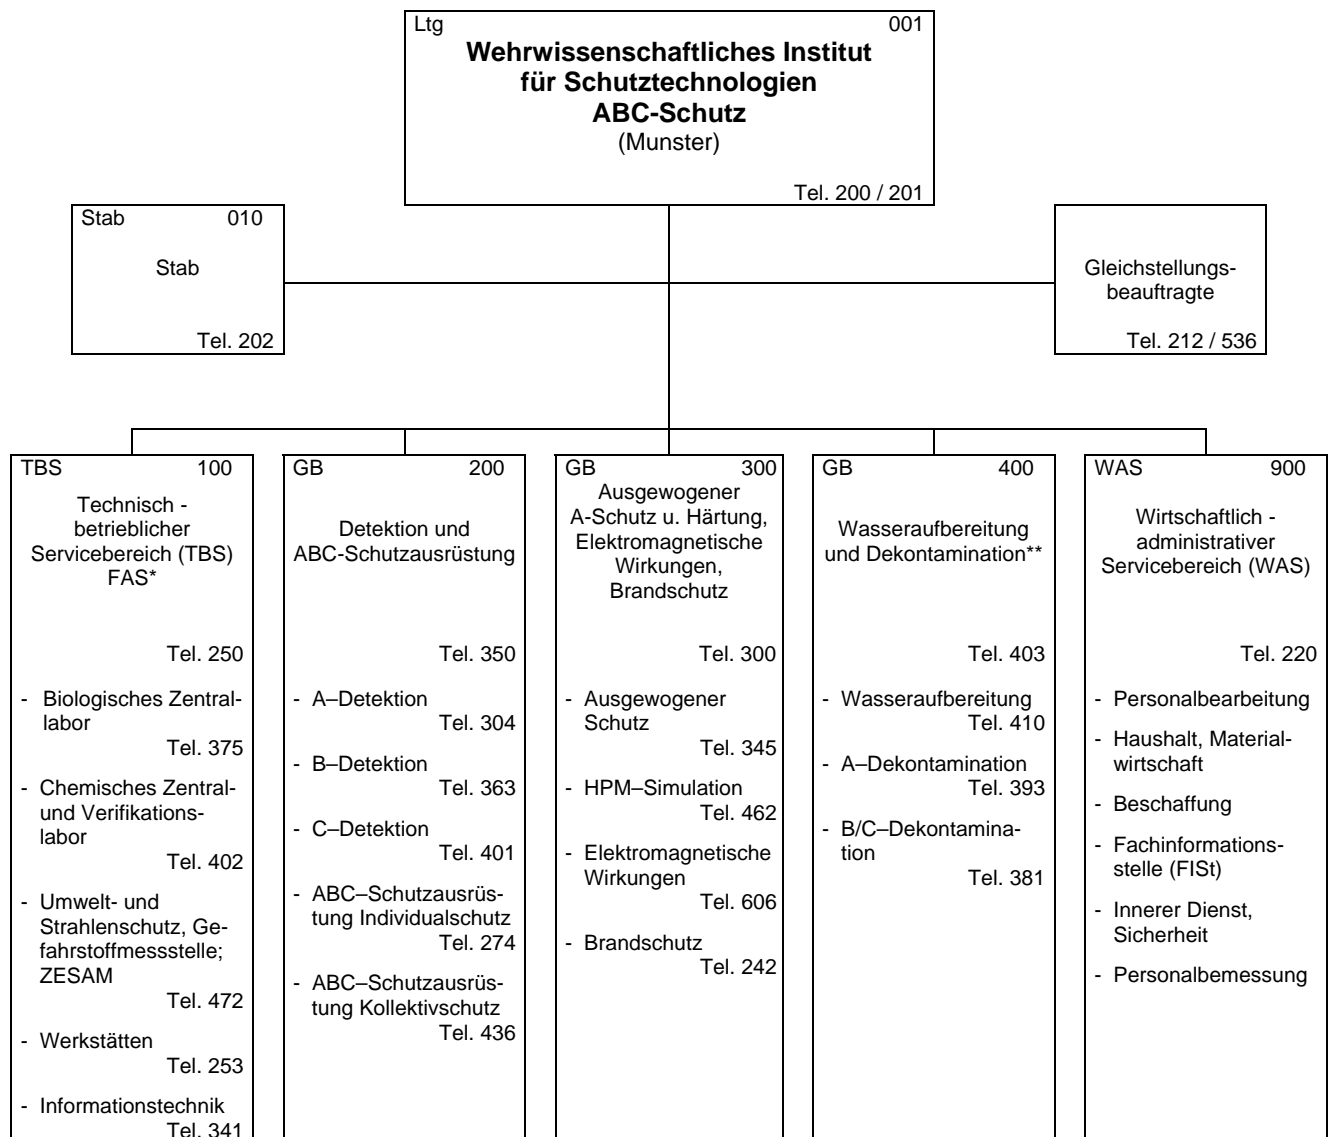 Ltg 001
Wehrwissenschaftliches Institut
für Schutztechnologien
ABC-Schutz
(Munster)
Tel. 200 / 201
Stab 010
Stab
Tel. 202
Gleichstellungs-
beauftragte
Tel. 212 / 536
TBS 100
Technisch -
betrieblicher
Servicebereich (TBS)
FAS*
Tel. 250
- Biologisches Zentral-
labor
Tel. 375
- Chemisches Zentral-
und Verifikations-
labor
Tel. 402
- Umwelt- und
Strahlenschutz, Ge-
fahrstoffmessstelle;
ZESAM
Tel. 472
- Werkstätten
Tel. 253
- Informationstechnik
Tel. 341
GB 200
Detektion und
ABC-Schutzausrüstung
Tel. 350
- A–Detektion
Tel. 304
- B–Detektion
Tel. 363
- C–Detektion
Tel. 401
- ABC–Schutzausrüs-
tung Individualschutz
Tel. 274
- ABC–Schutzausrüs-
tung Kollektivschutz
Tel. 436
GB 300
Ausgewogener
A-Schutz u. Härtung,
Elektromagnetische
Wirkungen,
Brandschutz
Tel. 300
- Ausgewogener
Schutz
Tel. 345
- HPM–Simulation
Tel. 462
- Elektromagnetische
Wirkungen
Tel. 606
- Brandschutz
Tel. 242
GB 400
Wasseraufbereitung
und Dekontamination**
Tel. 403
- Wasseraufbereitung
Tel. 410
- A–Dekontamination
Tel. 393
- B/C–Dekontamina-
tion
Tel. 381
WAS 900
Wirtschaftlich -
administrativer
Servicebereich (WAS)
Tel. 220
- Personalbearbeitung
- Haushalt, Material-
wirtschaft
- Beschaffung
- Fachinformations-
stelle (FISt)
- Innerer Dienst,
Sicherheit
- Personalbemessung